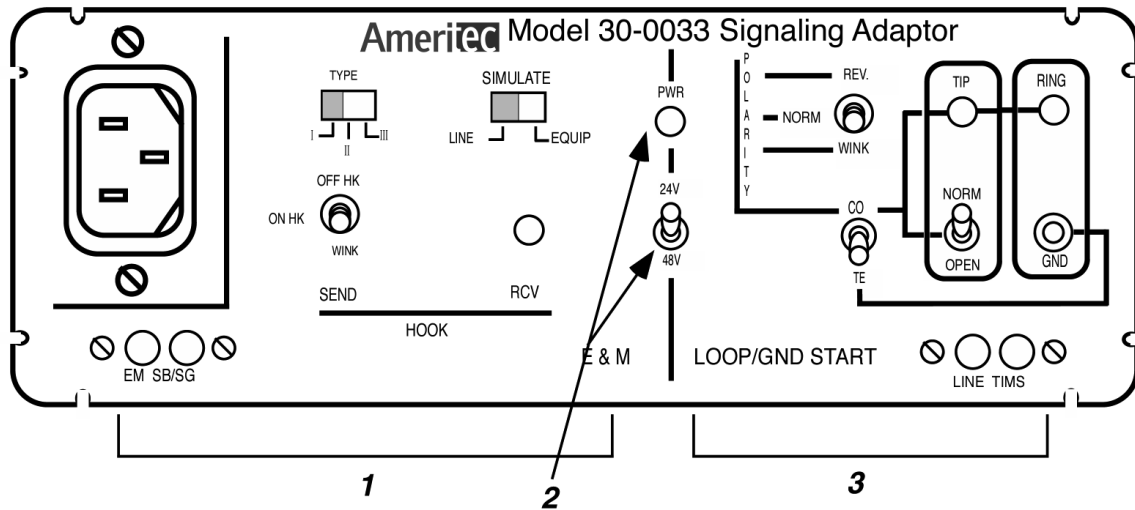 Ameritec Model 30-0033 Signaling Adaptor
TYPE
I
II
III
SIMULATE
LINE
EQUIP
OFF HK
ON HK
WINK
SEND
RCV
HOOK
EM SB/SG
E & M
PWR
24V
48V
POLARITY
REV.
NORM
WINK
CO
TE
TIP
RING
NORM
OPEN
GND
LOOP/GND START
LINE TIMS
1
2
3